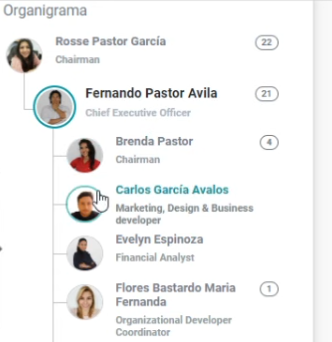 Organigrama
Rosse Pastor García
22
Chairman
Fernando Pastor Avila
21
Chief Executive Officer
Brenda Pastor
4
Chairman
Carlos García Avalos
Marketing, Design & Business
developer
Evelyn Espinoza
Financial Analyst
Flores Bastardo Maria
1
Fernanda
Organizational Developer
Coordinator